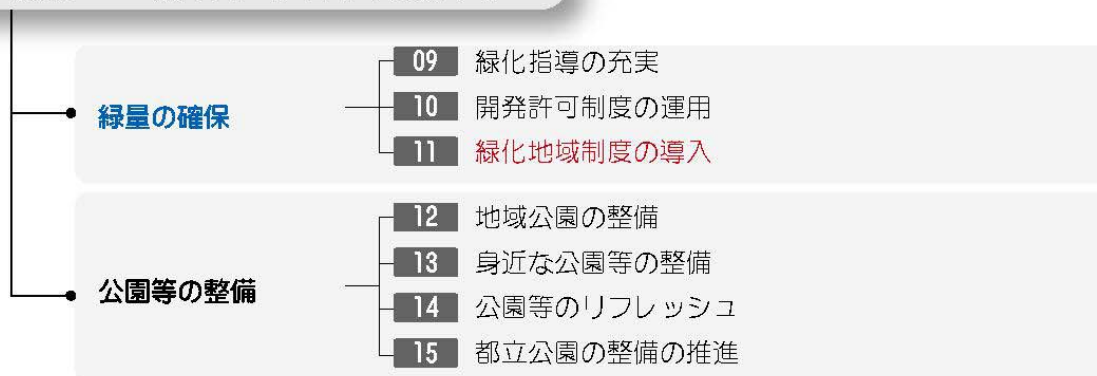 緑量の確保
09 緑化指導の充実
10 開発許可制度の運用
11 緑化地域制度の導入
公園等の整備
12 地域公園の整備
13 身近な公園等の整備
14 公園等のリフレッシュ
15 都立公園の整備の推進